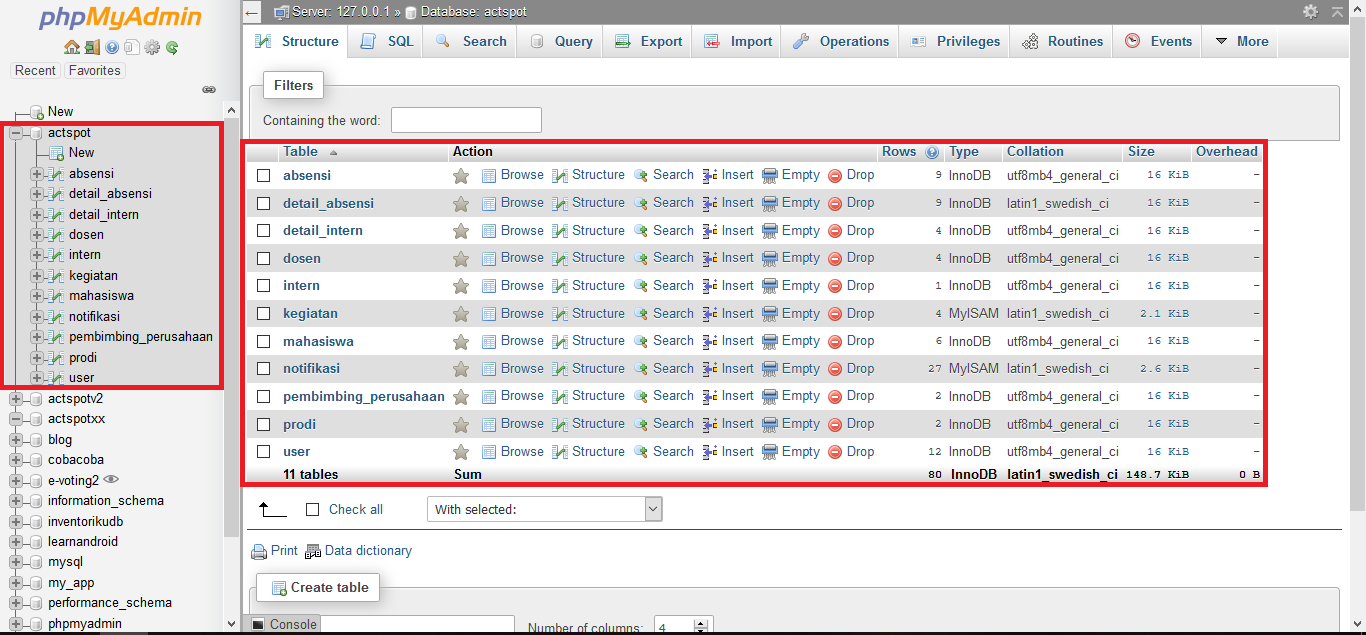 phpMyAdmin
Recent Favorites
New
actspot
New
absensi
detail_absensi
detail_intern
dosen
intern
kegiatan
mahasiswa
notifikasi
pembimbing_perusahaan
prodi
user
actspotv2
actspotxx
blog
cobacoba
e-voting2
information_schema
inventorikudb
learnandroid
mysql
my_app
performance_schema
phpmyadmin
Server: 127.0.0.1 » Database: actspot
Structure SQL Search Query Export Import Operations Privileges Routines Events More
Filters
Containing the word:
Table Action Rows Type Collation Size Overhead
absensi Browse Structure Search Insert Empty Drop 9 InnoDB utf8mb4_general_ci 16 KiB -
detail_absensi Browse Structure Search Insert Empty Drop 9 InnoDB latin1_swedish_ci 16 KiB -
detail_intern Browse Structure Search Insert Empty Drop 4 InnoDB utf8mb4_general_ci 16 KiB -
dosen Browse Structure Search Insert Empty Drop 4 InnoDB utf8mb4_general_ci 16 KiB -
intern Browse Structure Search Insert Empty Drop 1 InnoDB utf8mb4_general_ci 16 KiB -
kegiatan Browse Structure Search Insert Empty Drop 4 MyISAM latin1_swedish_ci 2.1 KiB -
mahasiswa Browse Structure Search Insert Empty Drop 6 InnoDB utf8mb4_general_ci 16 KiB -
notifikasi Browse Structure Search Insert Empty Drop 27 MyISAM latin1_swedish_ci 2.6 KiB -
pembimbing_perusahaan Browse Structure Search Insert Empty Drop 2 InnoDB utf8mb4_general_ci 16 KiB -
prodi Browse Structure Search Insert Empty Drop 2 InnoDB utf8mb4_general_ci 16 KiB -
user Browse Structure Search Insert Empty Drop 12 InnoDB utf8mb4_general_ci 16 KiB -
11 tables Sum 80 InnoDB latin1_swedish_ci 148.7 KiB 0 B
Check all With selected:
Print Data dictionary
Create table
Console Number of columns: 4